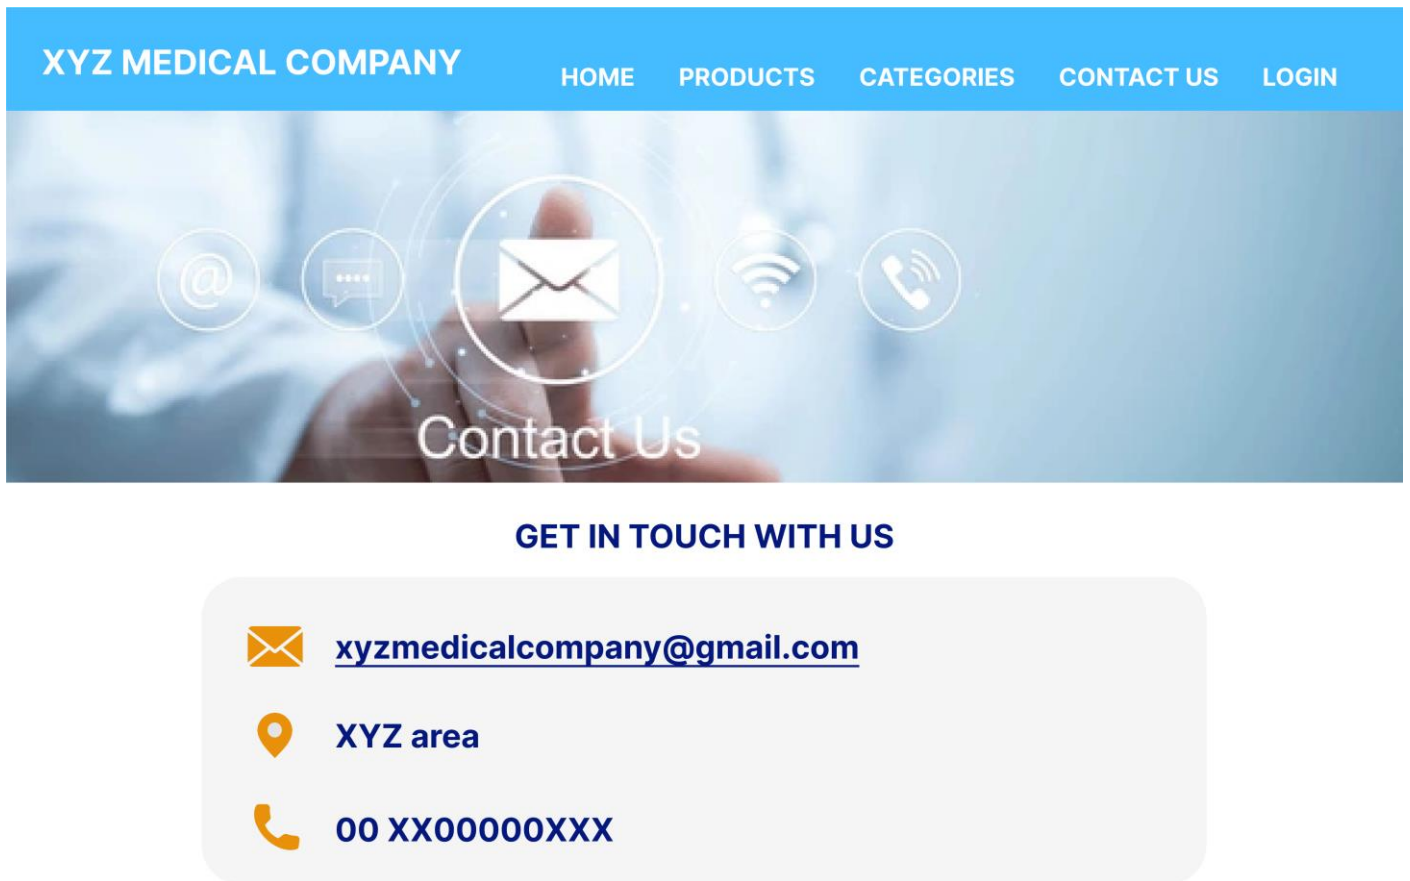 XYZ MEDICAL COMPANY
HOME PRODUCTS CATEGORIES CONTACT US LOGIN
@
Contact Us
GET IN TOUCH WITH US
xyzmedicalcompany@gmail.com
XYZ area
00 XX00000XXX